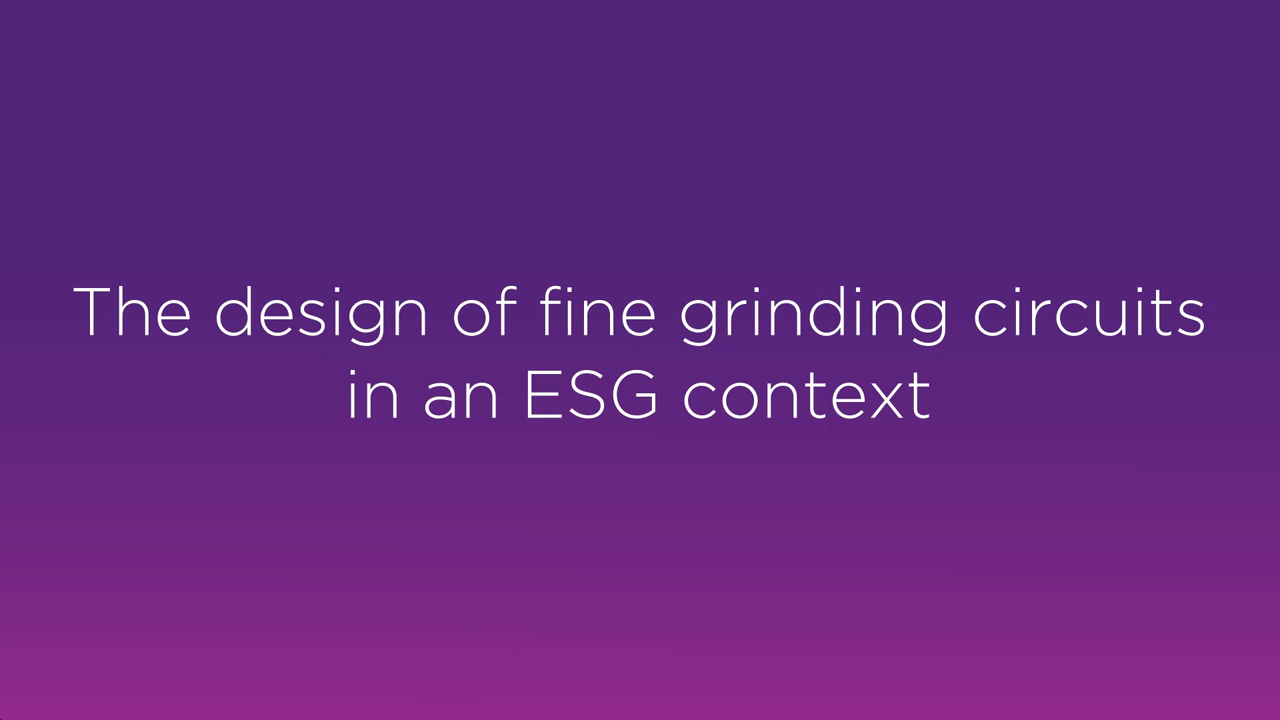 The design of fine grinding circuits
in an ESG context